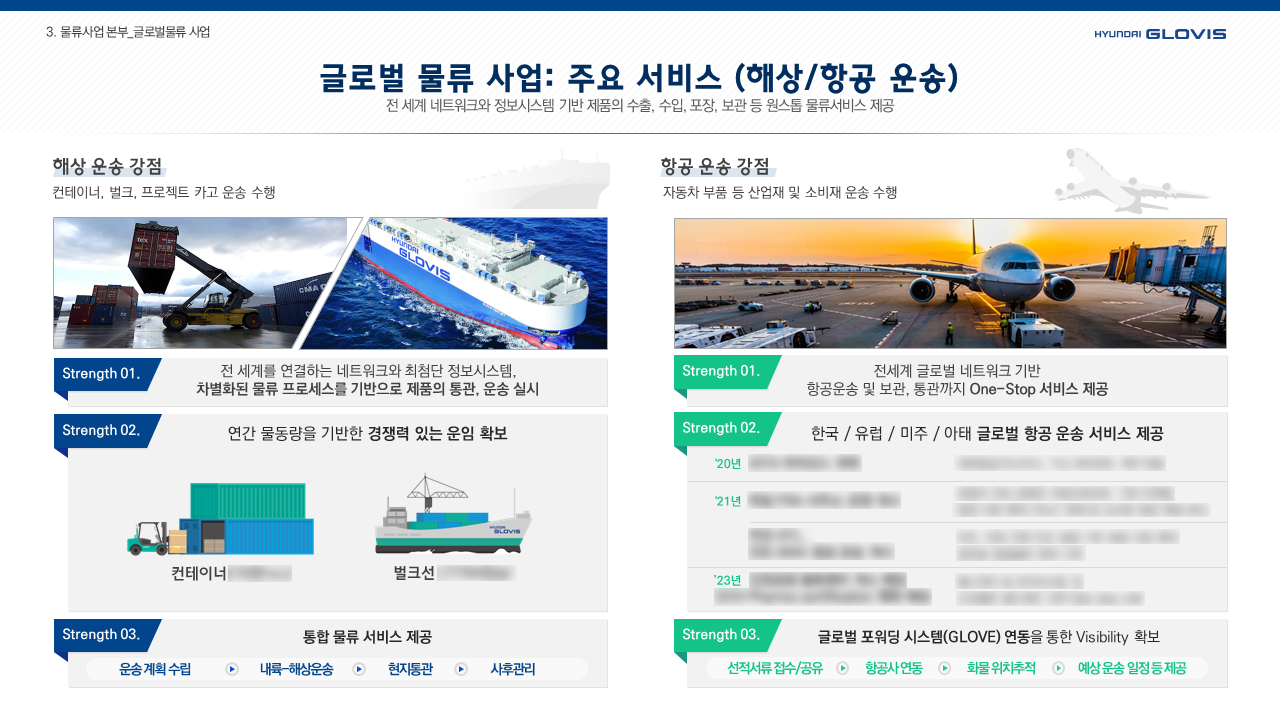 3. 물류사업 본부_글로벌물류 사업
HYUNDAI GLOVIS
글로벌 물류 사업: 주요 서비스 (해상/항공 운송)
전 세계 네트워크와 정보시스템 기반 제품의 수출, 수입, 포장, 보관 등 원스톱 물류서비스 제공
해상 운송 강점
컨테이너, 벌크, 프로젝트 카고 운송 수행
tex
CMA CGM
HYUNDAI
GLOVIS
Strength 01.
전 세계를 연결하는 네트워크와 최첨단 정보시스템,
차별화된 물류 프로세스를 기반으로 제품의 통관, 운송 실시
Strength 02.
연간 물동량을 기반한 경쟁력 있는 운임 확보
HYUNDAI
GLOVIS
컨테이너
벌크선
Strength 03.
통합 물류 서비스 제공
운송 계획 수립
내륙-해상운송
현지통관
사후관리
항공 운송 강점
자동차 부품 등 산업재 및 소비재 운송 수행
Strength 01.
전세계 글로벌 네트워크 기반
항공운송 및 보관, 통관까지 One-Stop 서비스 제공
Strength 02.
한국 / 유럽 / 미주 / 아태 글로벌 항공 운송 서비스 제공
‘20년
‘21년
’23년
Strength 03.
글로벌 포워딩 시스템(GLOVE) 연동을 통한 Visibility 확보
선적서류 접수/공유
항공사 연동
화물 위치추적
예상 운송 일정 등 제공